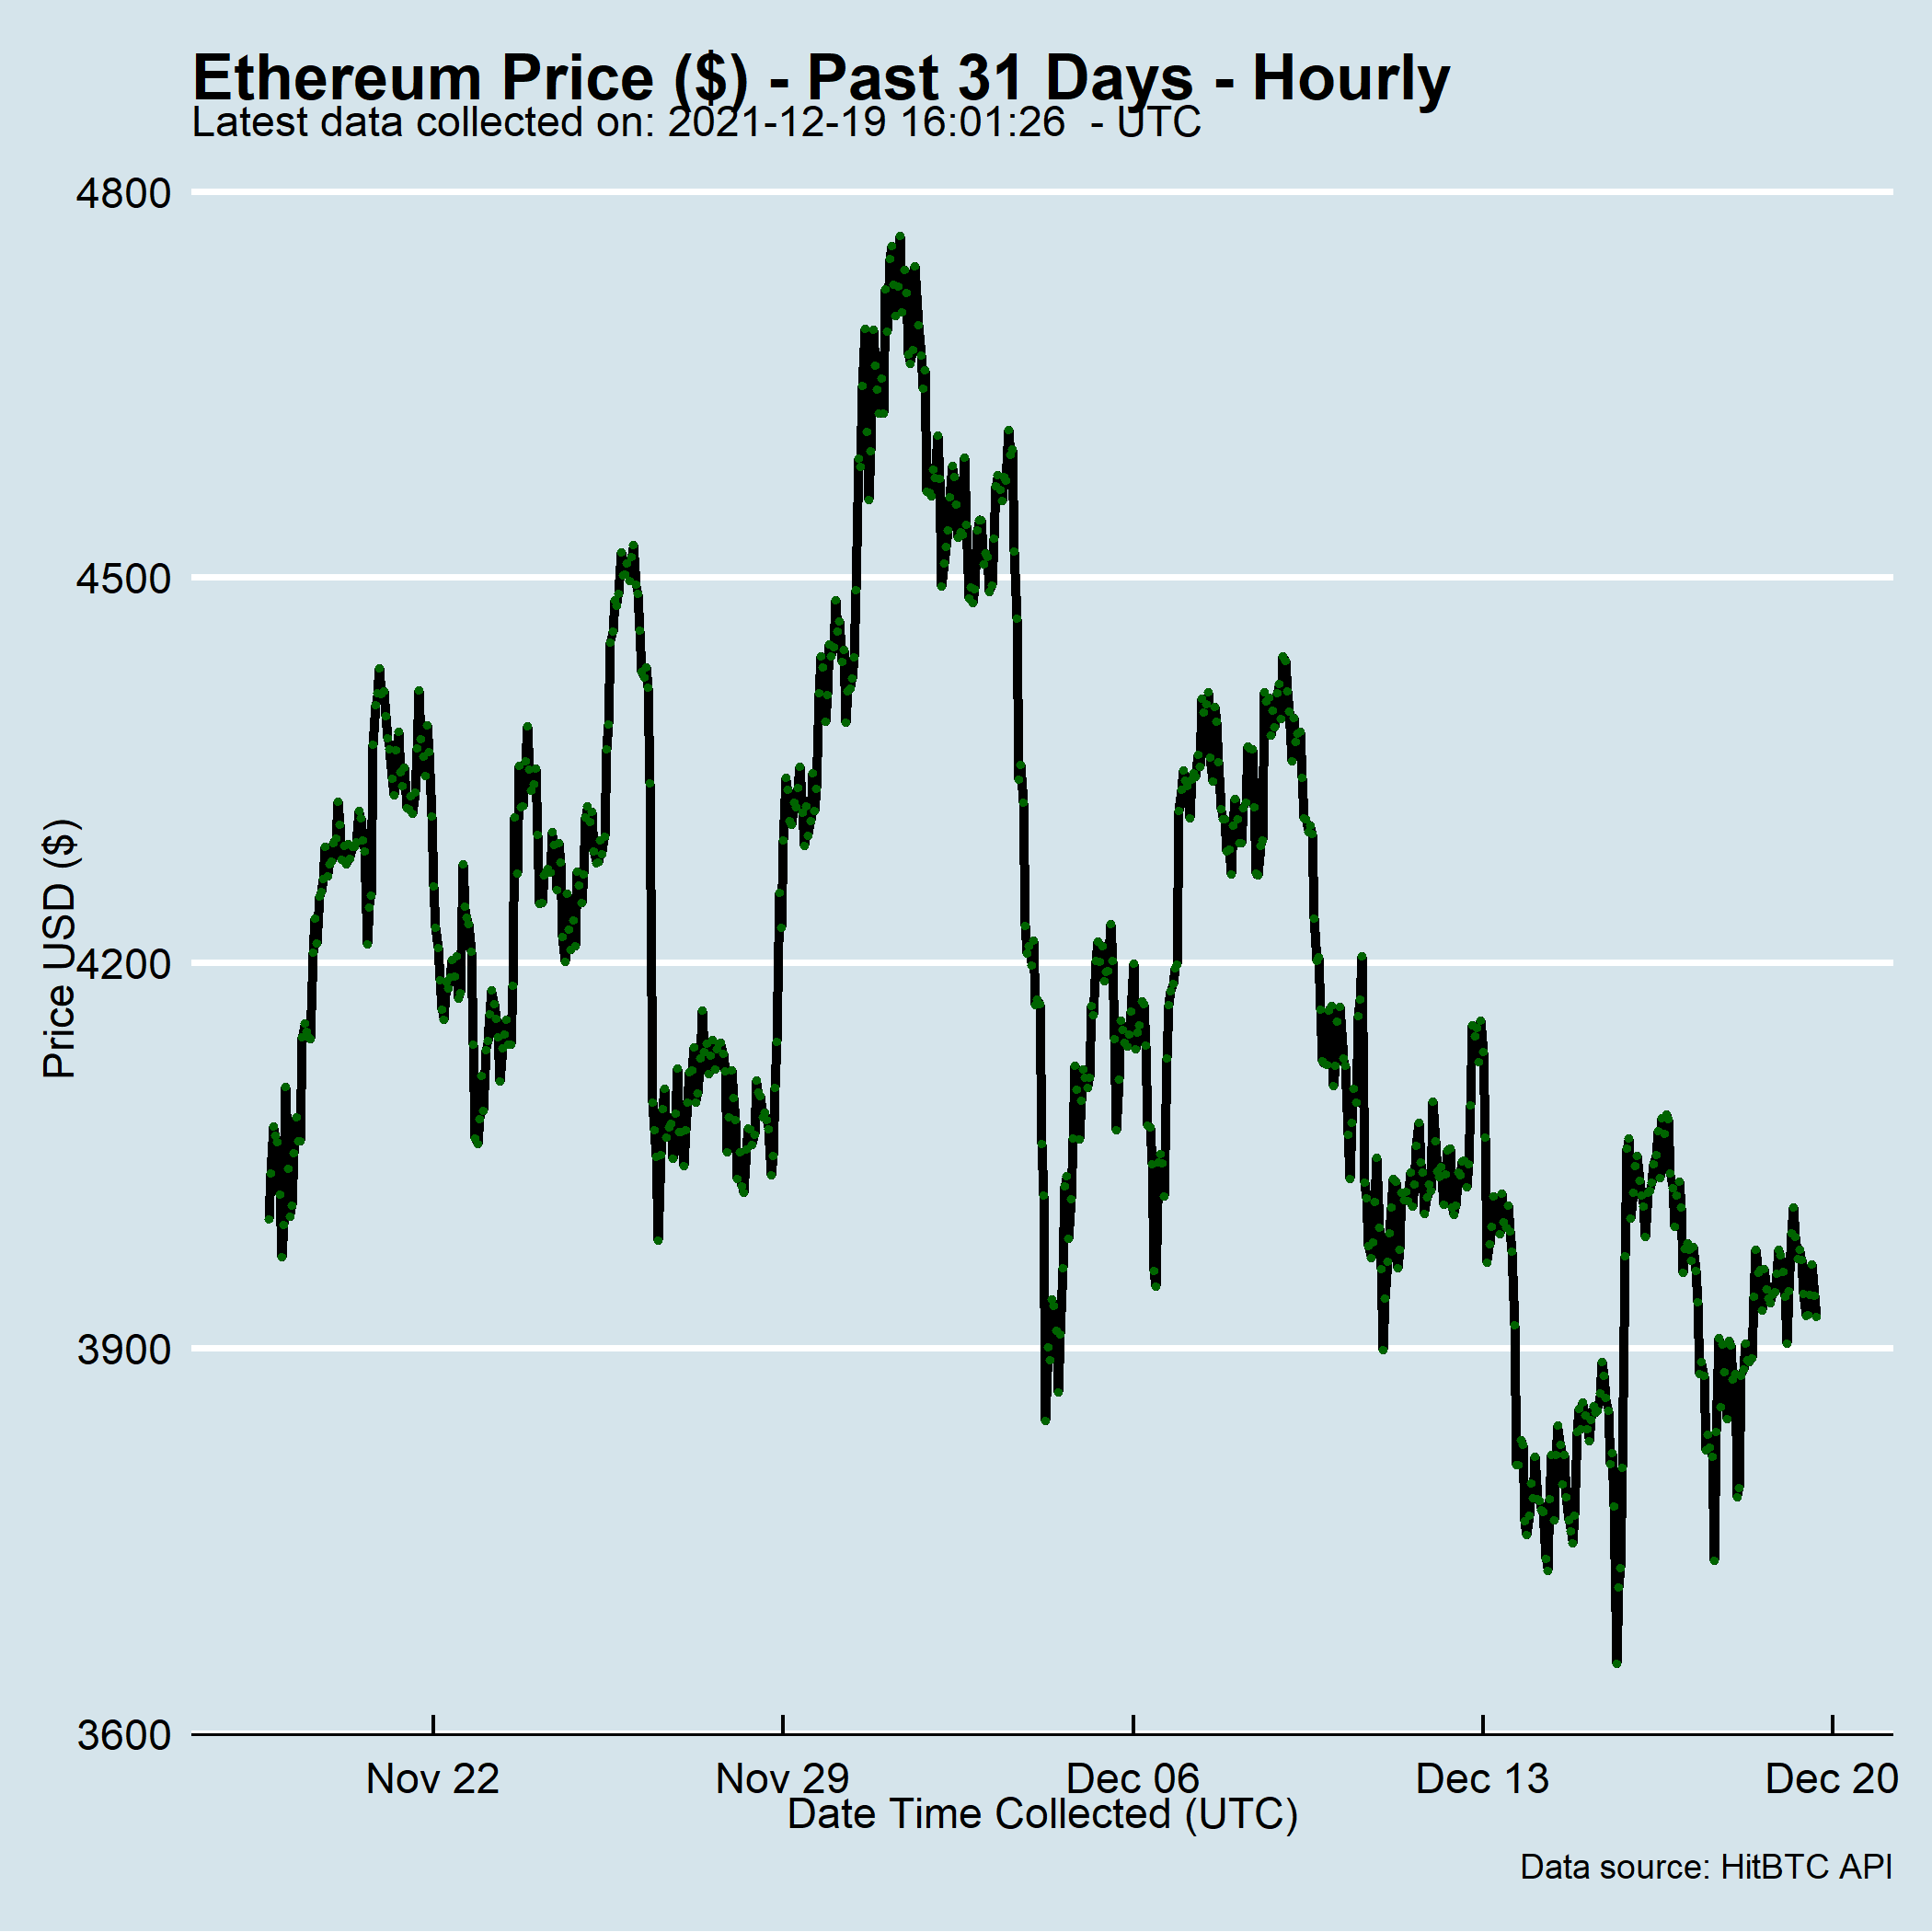 Ethereum Price ($) - Past 31 Days - Hourly
Latest data collected on: 2021-12-19 16:01:26  - UTC
Price USD ($)
4800
4500
4200
3900
3600
Nov 22
Nov 29
Dec 06
Dec 13
Dec 20
Date Time Collected (UTC)
Data source: HitBTC API